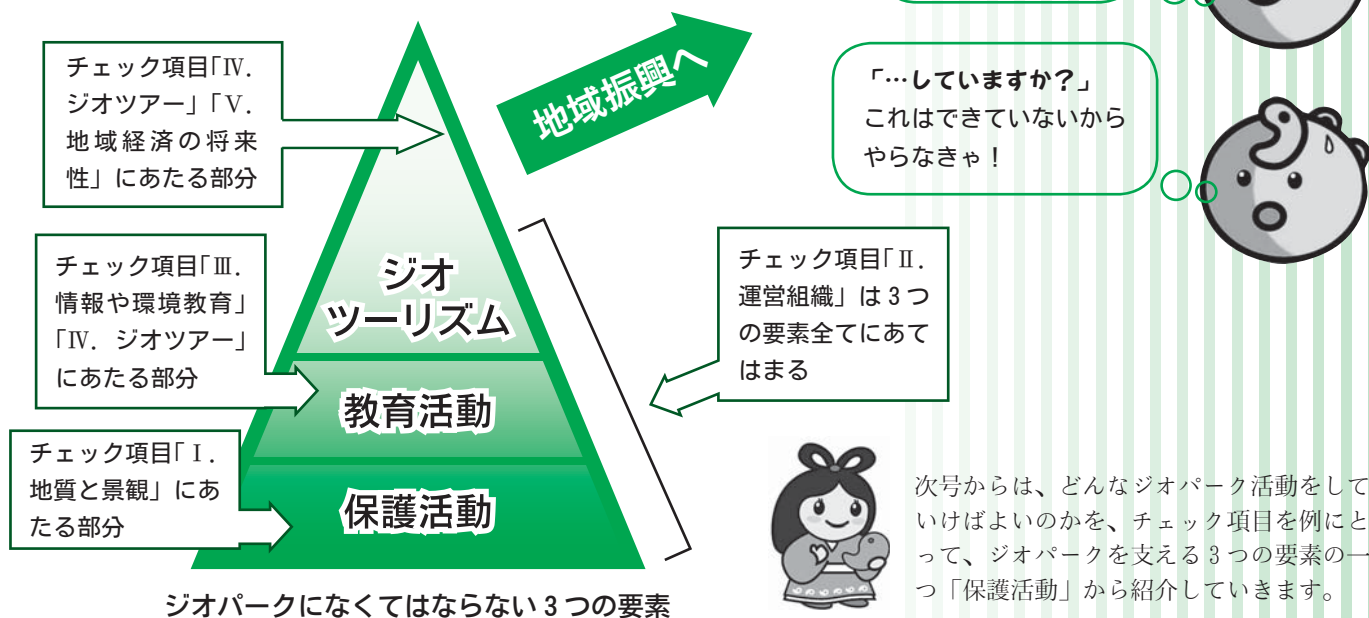 チェック項目「Ⅳ.
ジオツアー」「Ⅴ.
地域経済の将来
性」にあたる部分
地域振興へ
「…していますか？」
これはできていないから
やらなきゃ！
チェック項目「Ⅲ.
情報や環境教育」
「Ⅳ. ジオツアー」
にあたる部分
ジオ
ツーリズム
チェック項目「Ⅱ.
運営組織」は3つ
の要素全てにあて
はまる
教育活動
チェック項目「Ⅰ.
地質と景観」にあ
たる部分
保護活動
ジオパークになくてはならない3つの要素
次号からは、どんなジオパーク活動をして
いけばよいのかを、チェック項目を例にと
って、ジオパークを支える3つの要素の一
つ「保護活動」から紹介していきます。